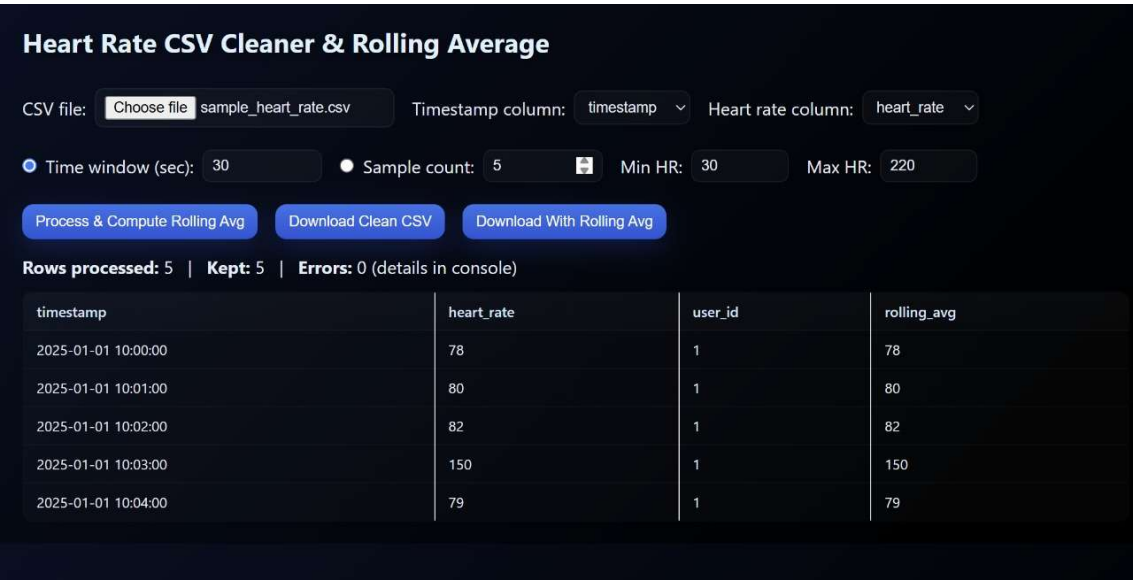 Heart Rate CSV Cleaner & Rolling Average
CSV file: Choose file sample_heart_rate.csv Timestamp column: timestamp Heart rate column: heart_rate
Time window (sec): 30 Sample count: 5 Min HR: 30 Max HR: 220
Process & Compute Rolling Avg Download Clean CSV Download With Rolling Avg
Rows processed: 5 | Kept: 5 | Errors: 0 (details in console)
timestamp heart_rate user_id rolling_avg
2025-01-01 10:00:00 78 1 78
2025-01-01 10:01:00 80 1 80
2025-01-01 10:02:00 82 1 82
2025-01-01 10:03:00 150 1 150
2025-01-01 10:04:00 79 1 79